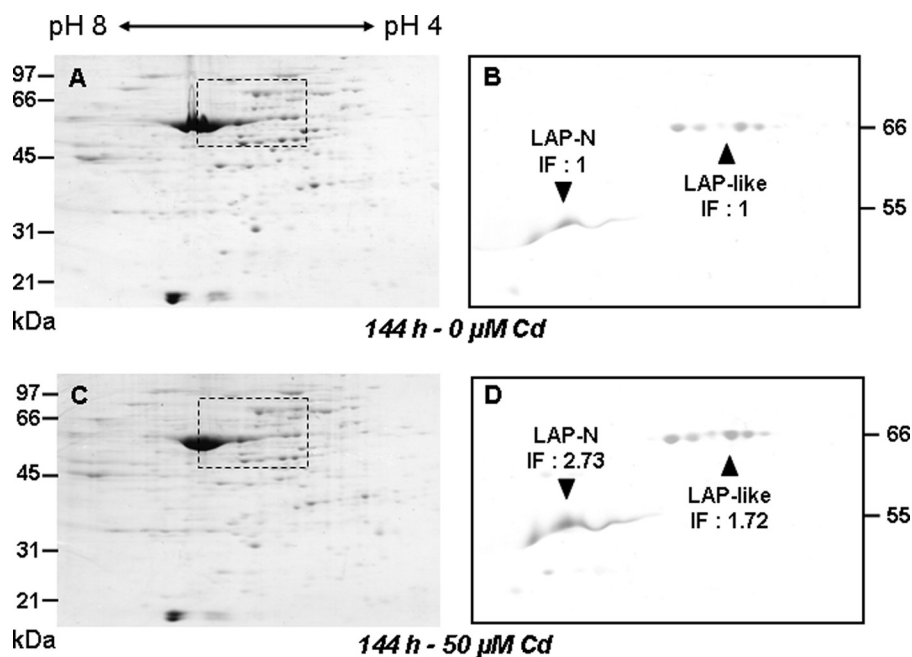 pH 8 pH 4
A
97
66
45
31
21
kDa
B
LAP-N
IF : 1
LAP-like
IF : 1
66
55
144 h - 0 µM Cd
C
97
66
45
31
21
kDa
D
LAP-N
IF : 2.73
LAP-like
IF : 1.72
66
55
144 h - 50 µM Cd